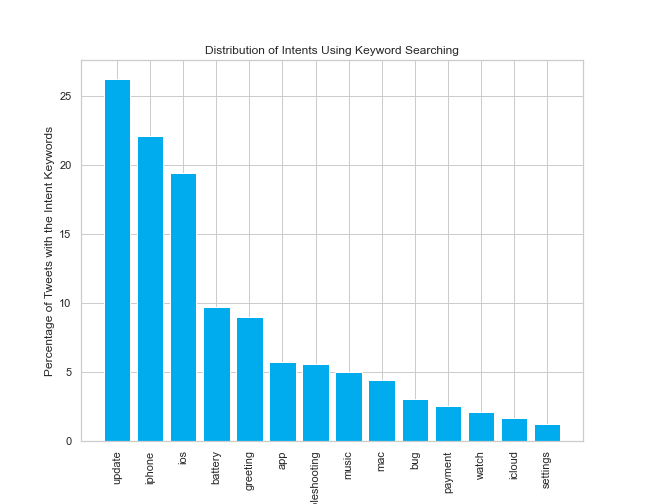 Distribution of Intents Using Keyword Searching
Percentage of Tweets with the Intent Keywords
25
20
15
10
5
0
update
iphone
ios
battery
greeting
app
bleshooting
music
mac
bug
payment
watch
icloud
settings